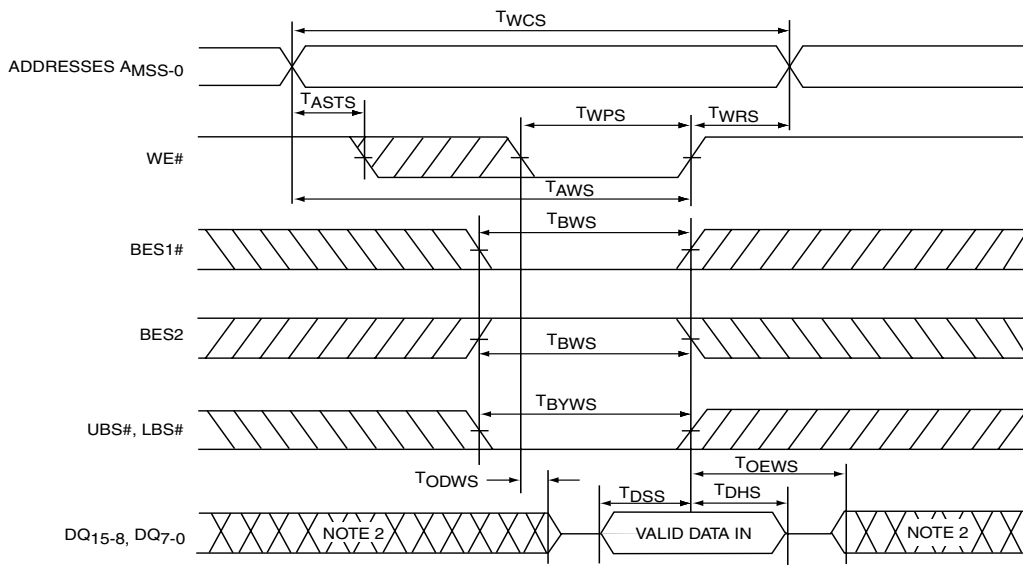 TWCS
ADDRESSES AMSS-0
TASTS
TWPS
TWRS
WE#
TAWS
TBWS
BES1#
BES2
TBWS
TBYWS
UBS#, LBS#
TOEWS
TODWS
TDSS
TDHS
DQ15-8, DQ7-0
NOTE 2
VALID DATA IN
NOTE 2